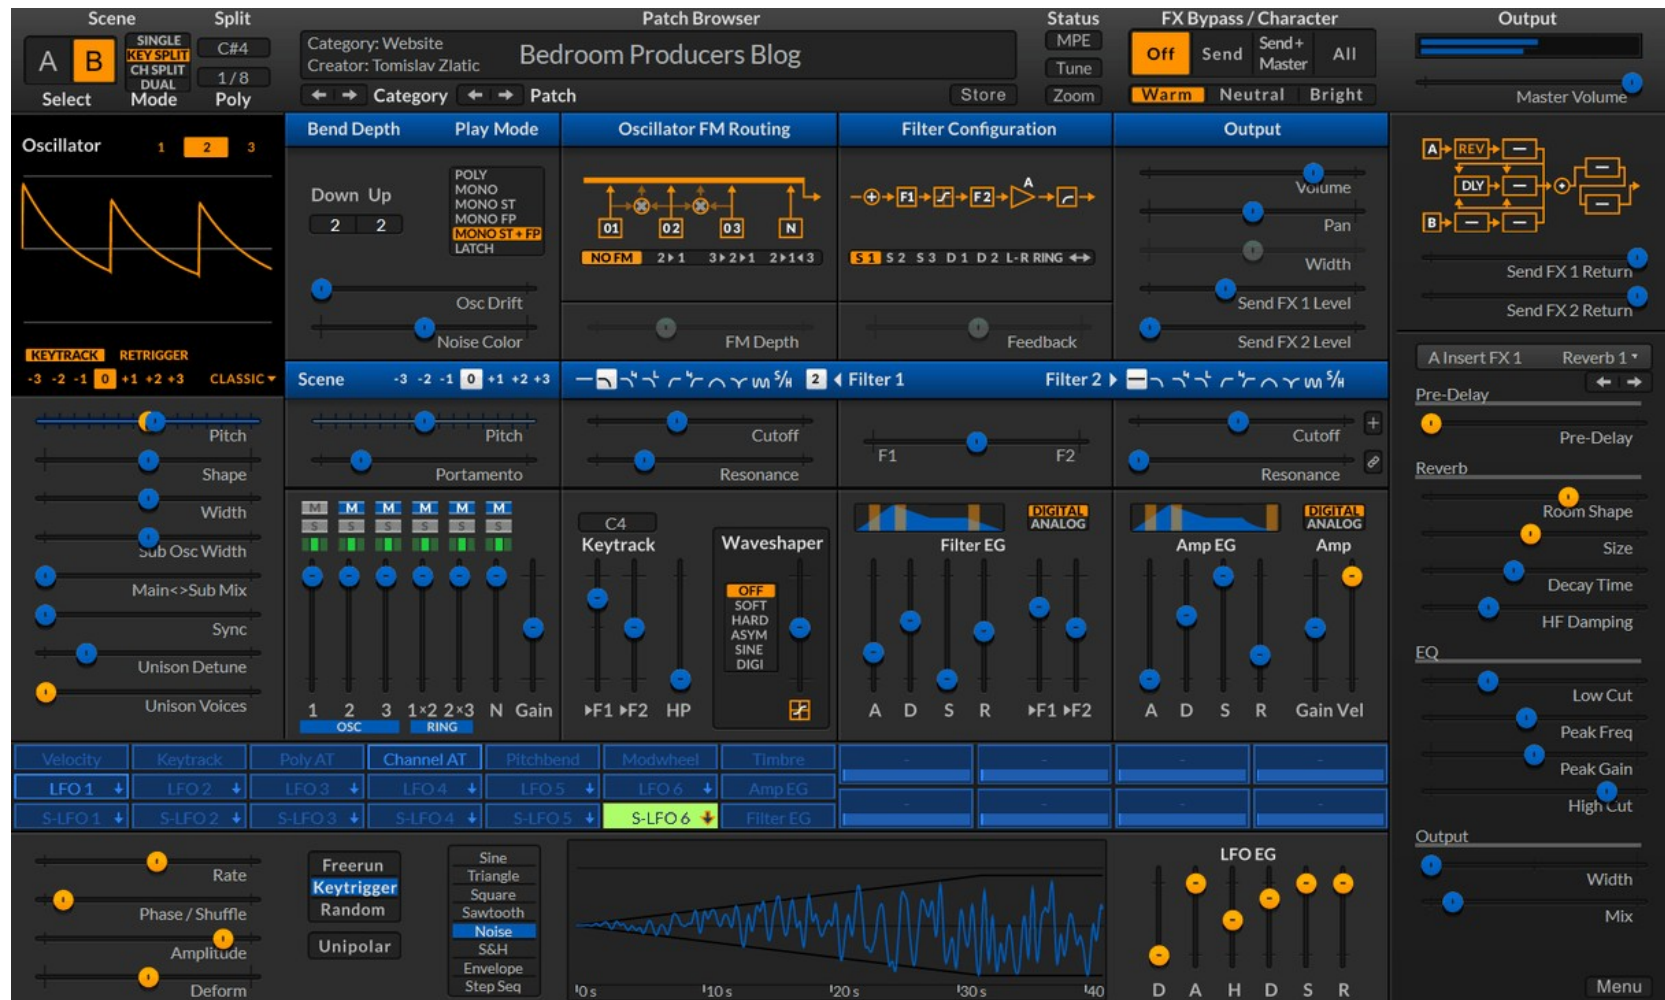 Scene Split Patch Browser Status FX Bypass / Character Output
A B
SINGLE
KEY SPLIT
CH SPLIT
DUAL
C#4
1 / 8
Select Mode Poly
Category: Website
Creator: Tomislav Zlatic
Bedroom Producers Blog
Category Patch Store
MPE
Tune
Zoom
Off Send Send + Master All
Warm Neutral Bright
Master Volume
Oscillator 1 2 3
KEYTRACK RETRIGGER
-3 -2 -1 0 +1 +2 +3 CLASSIC
Bend Depth Play Mode
Down Up
2 2
POLY
MONO
MONO ST
MONO FP
MONO ST + FP
LATCH
Osc Drift
Noise Color
Oscillator FM Routing
01 02 03 N
NO FM 2▸1 3▸2▸1 2▸1◂3
FM Depth
Filter Configuration
F1 F2 A
S 1 S 2 S 3 D 1 D 2 L-R RING
Feedback
Output
Volume
Pan
Width
Send FX 1 Level
Send FX 2 Level
A REV
DLY
B
Send FX 1 Return
Send FX 2 Return
Scene -3 -2 -1 0 +1 +2 +3
S/H 2 Filter 1
Filter 2 S/H
Pitch
Shape
Width
Sub Osc Width
Main<>Sub Mix
Sync
Unison Detune
Unison Voices
Pitch
Portamento
Cutoff
Resonance
F1 F2
Cutoff +
Resonance
M M M M M M
S S S S S S
1 2 3 1×2 2×3 N Gain
OSC RING
C4
Keytrack
▸F1 ▸F2 HP
Waveshaper
OFF
SOFT
HARD
ASYM
SINE
DIGI
DIGITAL
ANALOG
Filter EG
A D S R ▸F1 ▸F2
DIGITAL
ANALOG
Amp EG Amp
A D S R Gain Vel
A Insert FX 1 Reverb 1
Pre-Delay
Pre-Delay
Reverb
Room Shape
Size
Decay Time
HF Damping
EQ
Low Cut
Peak Freq
Peak Gain
High Cut
Output
Width
Mix
Velocity Keytrack Poly AT Channel AT Pitchbend Modwheel Timbre - - - -
LFO 1 LFO 2 LFO 3 LFO 4 LFO 5 LFO 6 Amp EG
S-LFO 1 S-LFO 2 S-LFO 3 S-LFO 4 S-LFO 5 S-LFO 6 Filter EG - - - -
Rate
Phase / Shuffle
Amplitude
Deform
Freerun
Keytrigger
Random
Unipolar
Sine
Triangle
Square
Sawtooth
Noise
S&H
Envelope
Step Seq
0 s 10 s 20 s 30 s 40
LFO EG
D A H D S R
Menu